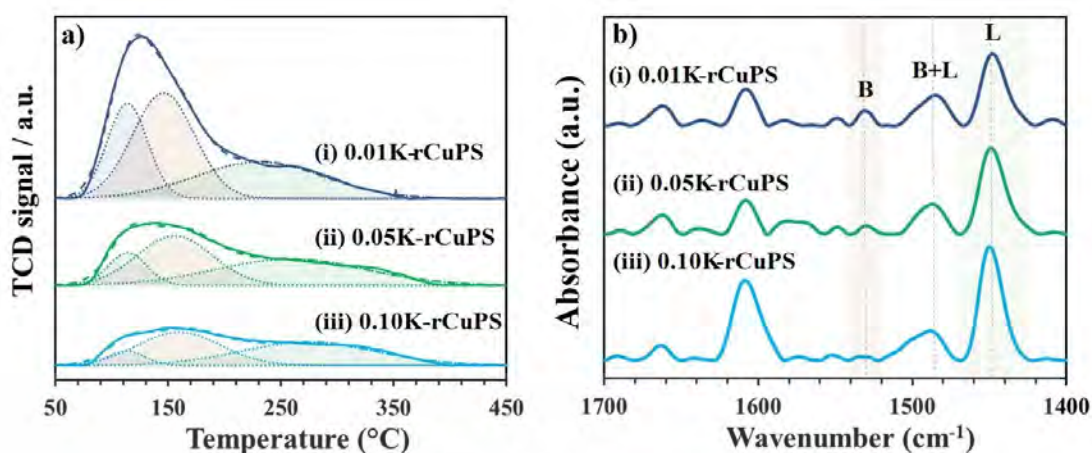 a)
TCD signal / a.u.
(i) 0.01K-rCuPS
(ii) 0.05K-rCuPS
(iii) 0.10K-rCuPS
50 150 250 350 450
Temperature (°C)
b)
Absorbance (a.u.)
B
B+L
L
(i) 0.01K-rCuPS
(ii) 0.05K-rCuPS
(iii) 0.10K-rCuPS
1700 1600 1500 1400
Wavenumber (cm-1)